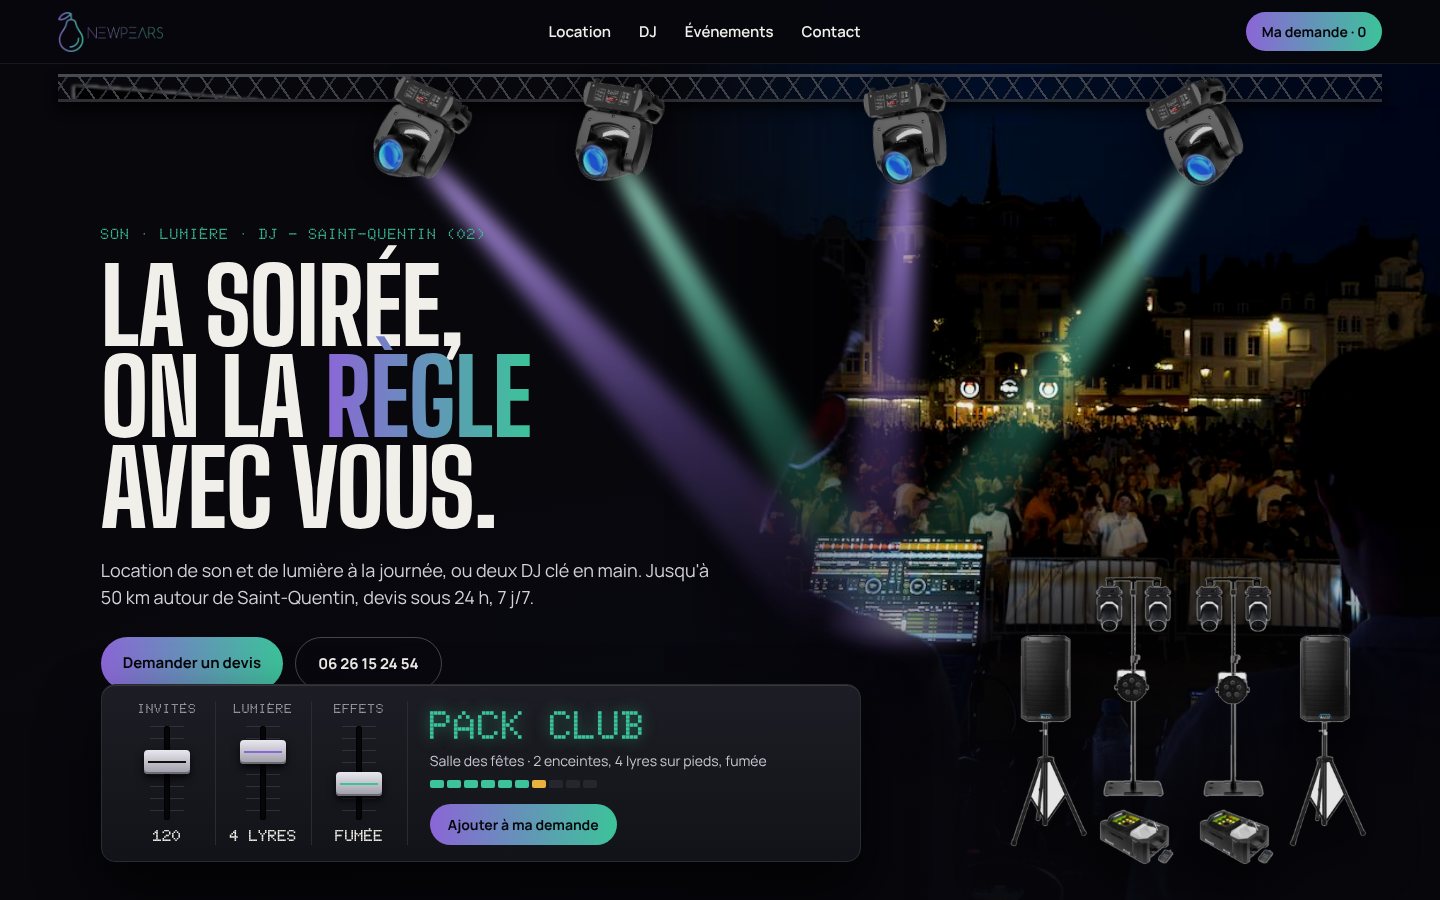 NEWPEARS
Location
DJ
Événements
Contact
Ma demande · 0
SON · LUMIÈRE · DJ — SAINT-QUENTIN (02)
LA SOIRÉE,
ON LA RÈGLE
AVEC VOUS.
Location de son et de lumière à la journée, ou deux DJ clé en main. Jusqu'à
50 km autour de Saint-Quentin, devis sous 24 h, 7 j/7.
Demander un devis
06 26 15 24 54
INVITÉS
LUMIÈRE
EFFETS
120
4 LYRES
FUMÉE
PACK CLUB
Salle des fêtes · 2 enceintes, 4 lyres sur pieds, fumée
Ajouter à ma demande